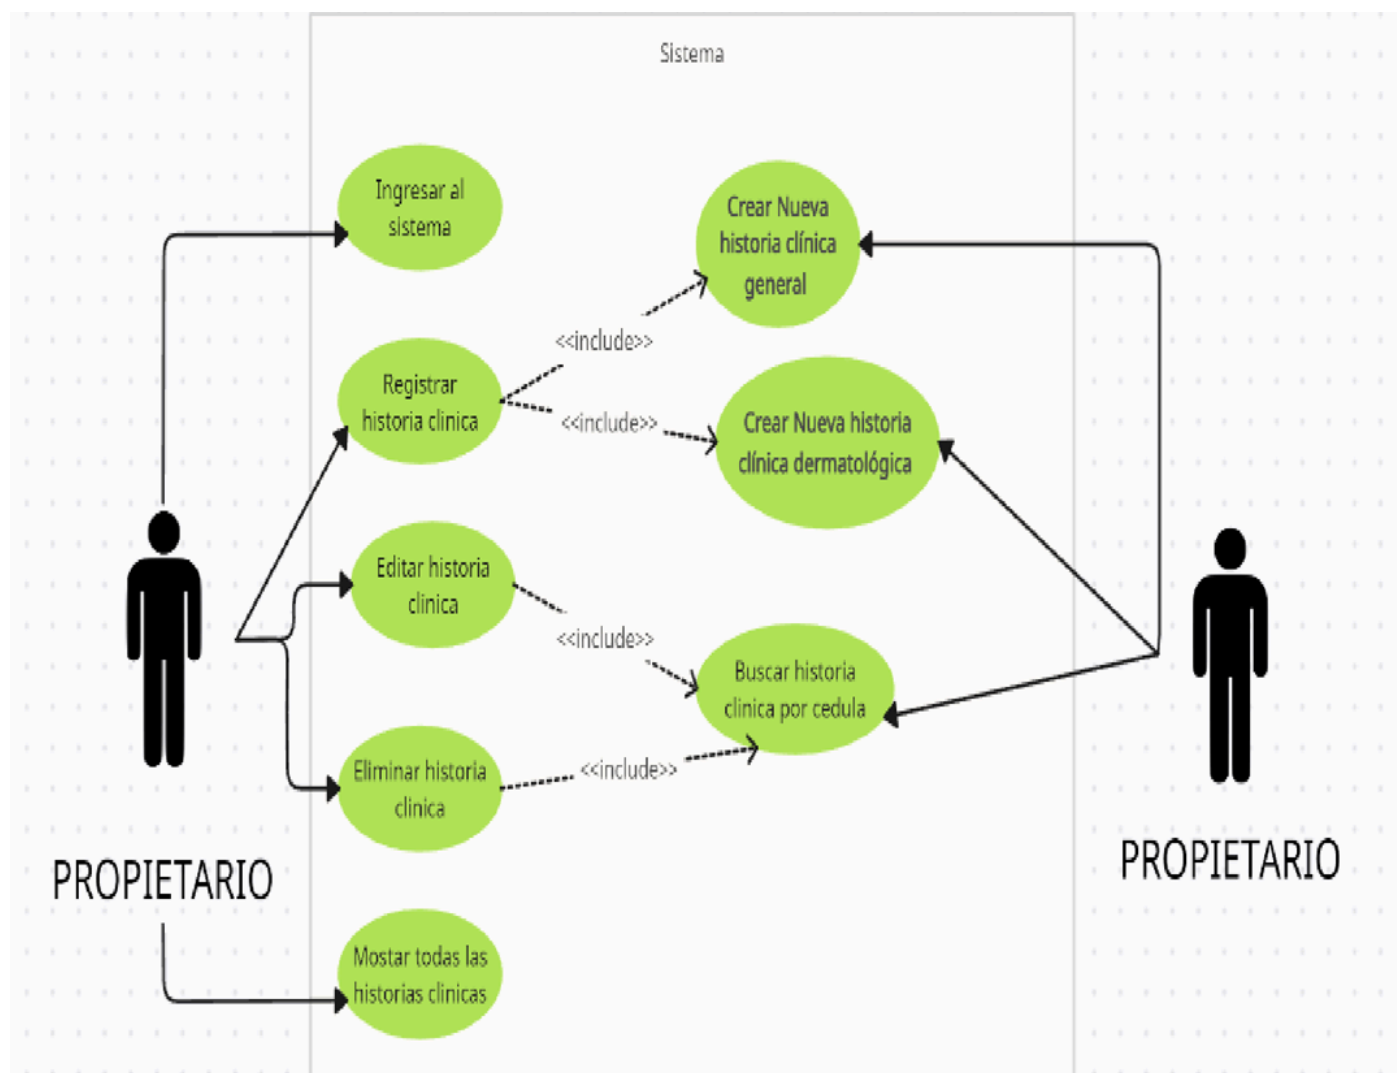 Sistema
Ingresar al
sistema
Crear Nueva
historia clínica
general
<<include>>
Registrar
historia clinica
<<include>>
Crear Nueva historia
clínica dermatológica
Editar historia
clinica
<<include>>
Buscar historia
clinica por cedula
Eliminar historia
clinica
<<include>>
PROPIETARIO
PROPIETARIO
Mostar todas las
historias clinicas